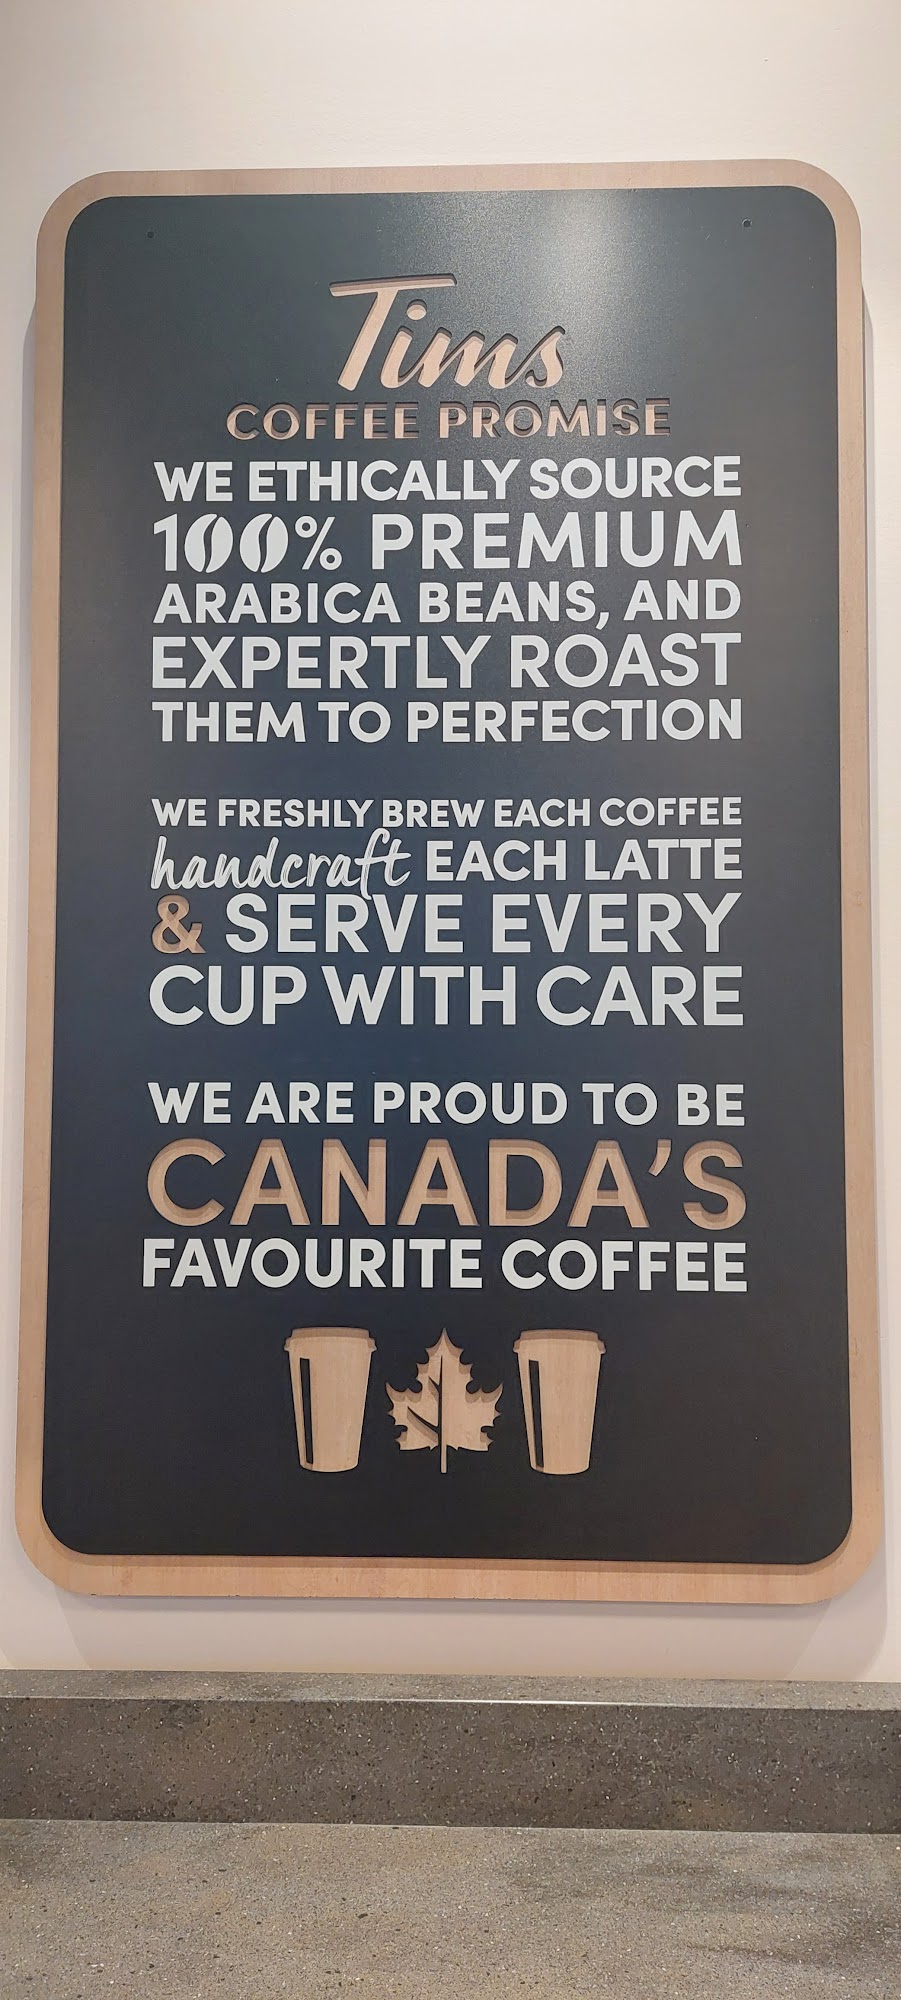 Tims
COFFEE PROMISE
WE ETHICALLY SOURCE
100% PREMIUM
ARABICA BEANS, AND
EXPERTLY ROAST
THEM TO PERFECTION
WE FRESHLY BREW EACH COFFEE
handcraft EACH LATTE
& SERVE EVERY
CUP WITH CARE
WE ARE PROUD TO BE
CANADA'S
FAVOURITE COFFEE